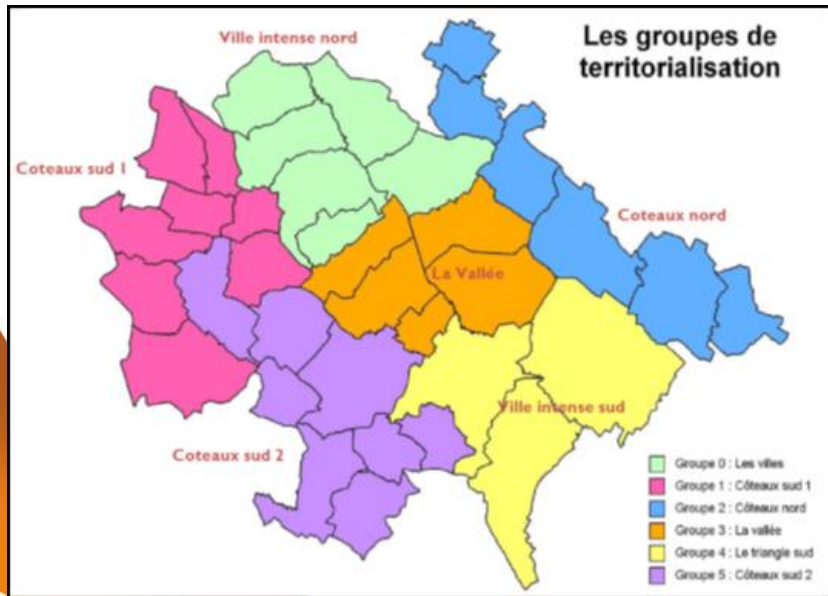 Les groupes de
territorialisation
Ville intense nord
Coteaux sud 1
Coteaux nord
La Vallée
Ville intense sud
Coteaux sud 2
Groupe 0 : Les villes
Groupe 1 : Côteaux sud 1
Groupe 2 : Côteaux nord
Groupe 3 : La vallée
Groupe 4 : Le triangle sud
Groupe 5 : Côteaux sud 2